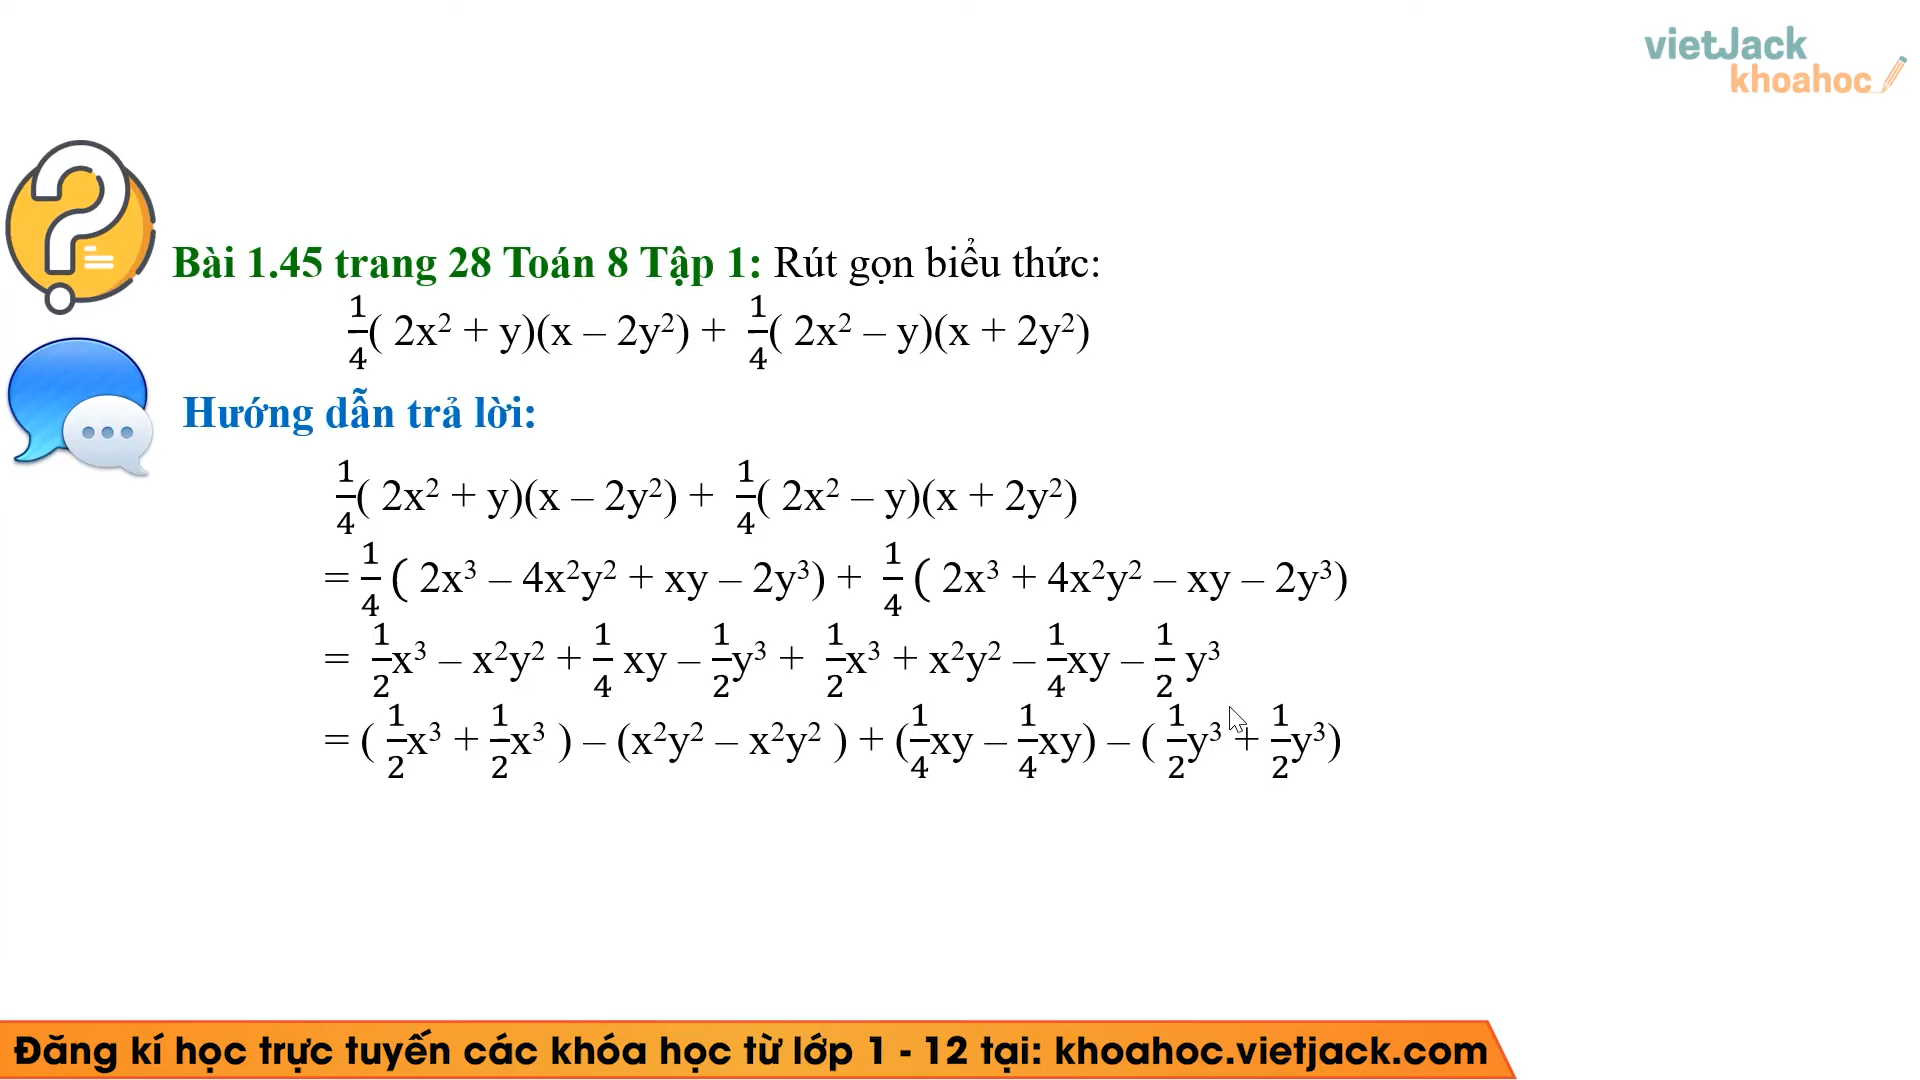 vietJack
khoahoc
Bài 1.45 trang 28 Toán 8 Tập 1: Rút gọn biểu thức:
1/4( 2x² + y)(x – 2y²) + 1/4( 2x² – y)(x + 2y²)
Hướng dẫn trả lời:
1/4( 2x² + y)(x – 2y²) + 1/4( 2x² – y)(x + 2y²)
= 1/4 ( 2x³ – 4x²y² + xy – 2y³) + 1/4 ( 2x³ + 4x²y² – xy – 2y³)
= 1/2x³ – x²y² + 1/4 xy – 1/2y³ + 1/2x³ + x²y² – 1/4xy – 1/2 y³
= ( 1/2x³ + 1/2x³ ) – (x²y² – x²y² ) + (1/4xy – 1/4xy) – ( 1/2y³ + 1/2y³)
Đăng kí học trực tuyến các khóa học từ lớp 1 - 12 tại: khoahoc.vietjack.com